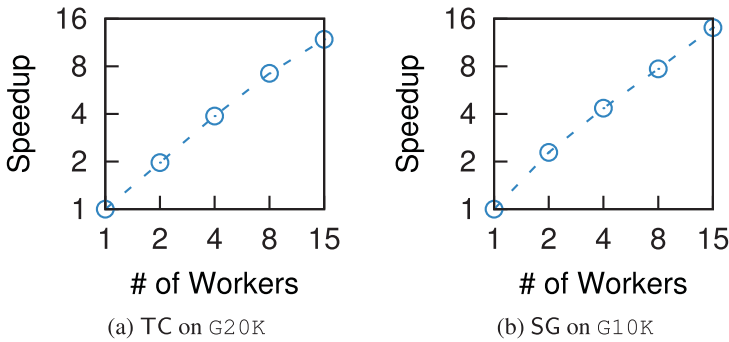 Speedup
16
8
4
2
1
1 2 4 8 15
# of Workers
(a) TC on G20K
Speedup
16
8
4
2
1
1 2 4 8 15
# of Workers
(b) SG on G10K